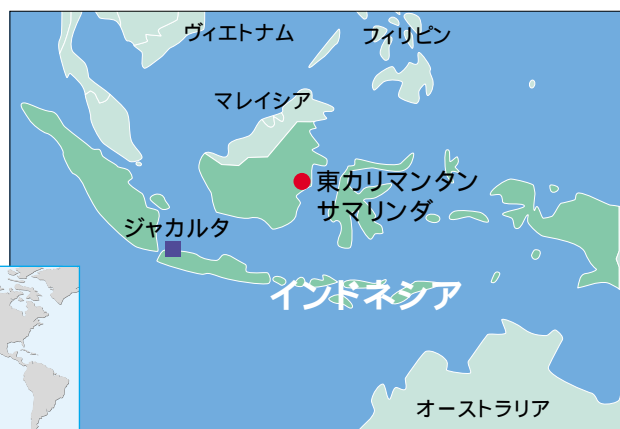 ヴィエトナム
フィリピン
マレイシア
東カリマンタン
サマリンダ
ジャカルタ
インドネシア
オーストラリア